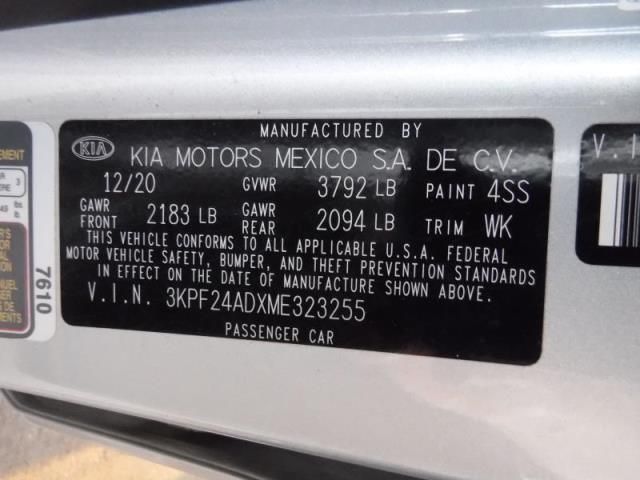 MANUFACTURED BY
KIA KIA MOTORS MEXICO S.A. DE C.V.
12/20 GVWR 3792 LB PAINT 4SS
GAWR FRONT 2183 LB GAWR REAR 2094 LB TRIM WK
THIS VEHICLE CONFORMS TO ALL APPLICABLE U.S.A. FEDERAL
MOTOR VEHICLE SAFETY, BUMPER, AND THEFT PREVENTION STANDARDS
IN EFFECT ON THE DATE OF MANUFACTURE SHOWN ABOVE.
V.I.N. 3KPF24ADXME323255
PASSENGER CAR
7610
V.I.